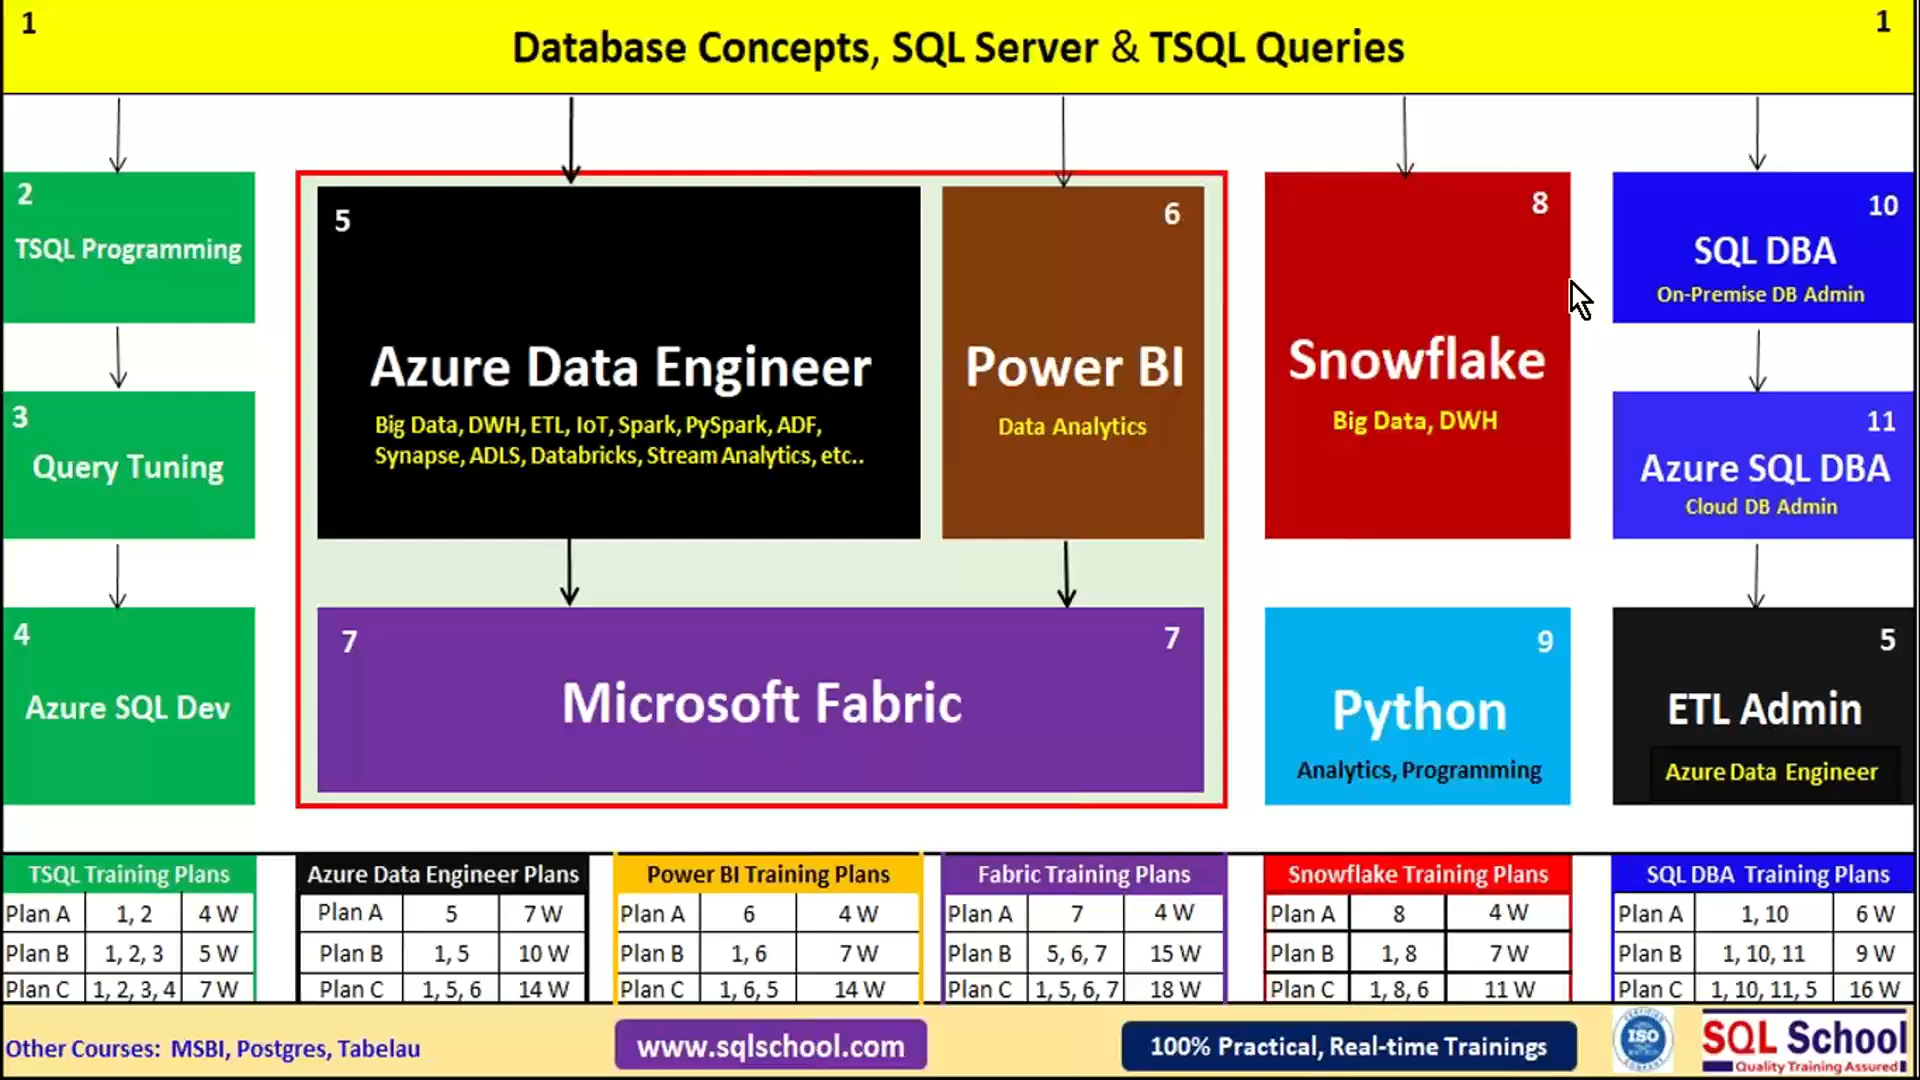 1
Database Concepts, SQL Server & TSQL Queries
1
2
TSQL Programming
3
Query Tuning
4
Azure SQL Dev
5
Azure Data Engineer
Big Data, DWH, ETL, IoT, Spark, PySpark, ADF,
Synapse, ADLS, Databricks, Stream Analytics, etc..
6
Power BI
Data Analytics
7
7
Microsoft Fabric
8
Snowflake
Big Data, DWH
9
Python
Analytics, Programming
10
SQL DBA
On-Premise DB Admin
11
Azure SQL DBA
Cloud DB Admin
5
ETL Admin
Azure Data Engineer
TSQL Training Plans
Plan A 1, 2 4 W
Plan B 1, 2, 3 5 W
Plan C 1, 2, 3, 4 7 W
Azure Data Engineer Plans
Plan A 5 7 W
Plan B 1, 5 10 W
Plan C 1, 5, 6 14 W
Power BI Training Plans
Plan A 6 4 W
Plan B 1, 6 7 W
Plan C 1, 6, 5 14 W
Fabric Training Plans
Plan A 7 4 W
Plan B 5, 6, 7 15 W
Plan C 1, 5, 6, 7 18 W
Snowflake Training Plans
Plan A 8 4 W
Plan B 1, 8 7 W
Plan C 1, 8, 6 11 W
SQL DBA Training Plans
Plan A 1, 10 6 W
Plan B 1, 10, 11 9 W
Plan C 1, 10, 11, 5 16 W
Other Courses: MSBI, Postgres, Tabelau
www.sqlschool.com
100% Practical, Real-time Trainings
ISO
SQL School
Quality Training Assured